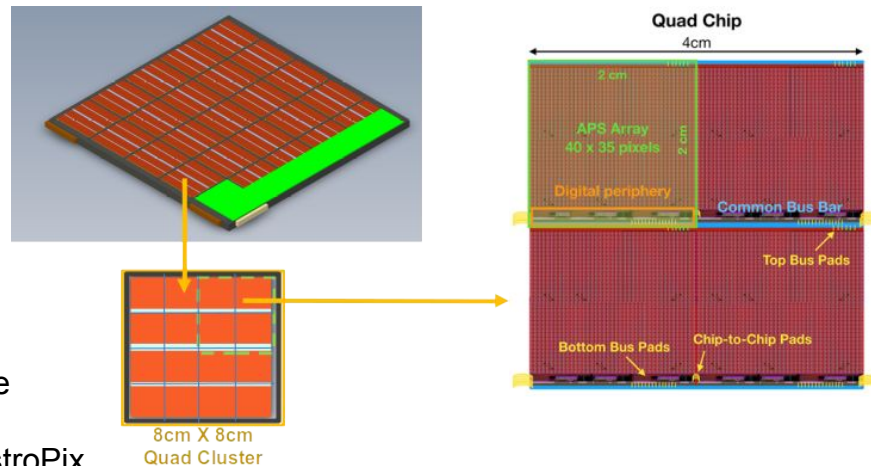 Quad Chip
4cm
2 cm
APS Array
40 x 35 pixels
2 cm
Digital periphery
Common Bus Bar
Top Bus Pads
Bottom Bus Pads
Chip-to-Chip Pads
8cm X 8cm
Quad Cluster